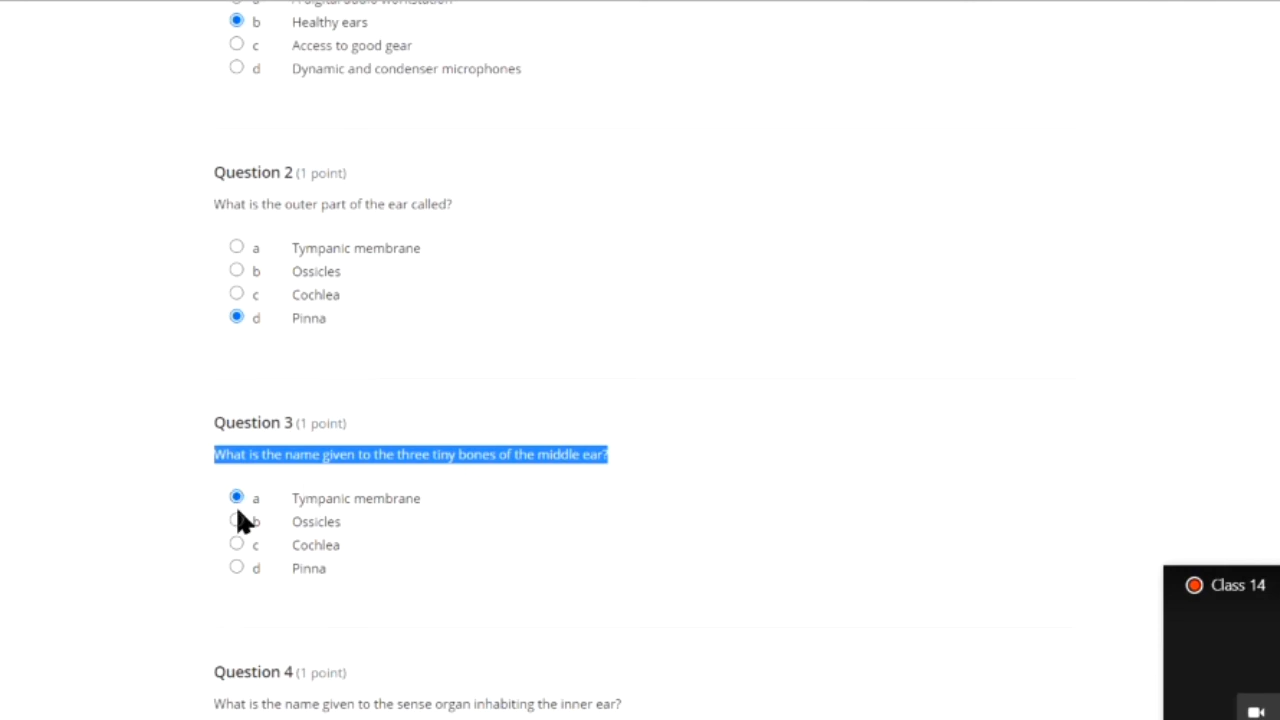 b Healthy ears
c Access to good gear
d Dynamic and condenser microphones
Question 2 (1 point)
What is the outer part of the ear called?
a Tympanic membrane
b Ossicles
c Cochlea
d Pinna
Question 3 (1 point)
What is the name given to the three tiny bones of the middle ear?
a Tympanic membrane
b Ossicles
c Cochlea
d Pinna
Class 14
Question 4 (1 point)
What is the name given to the sense organ inhabiting the inner ear?